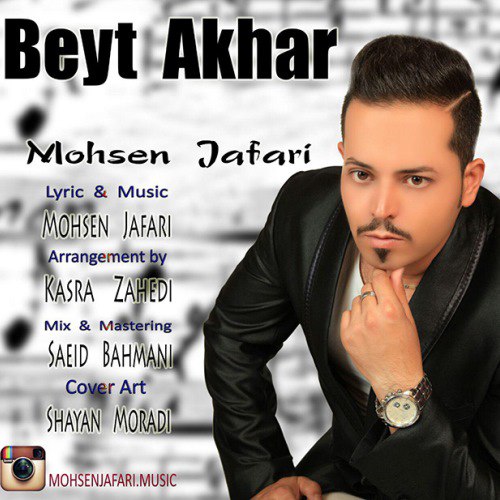 Beyt Akhar
Mohsen Jafari
Lyric & Music
MOHSEN JAFARI
Arrangement by
KASRA ZAHEDI
Mix & Mastering
SAEID BAHMANI
Cover Art
SHAYAN MORADI
MOHSENJAFARI.MUSIC